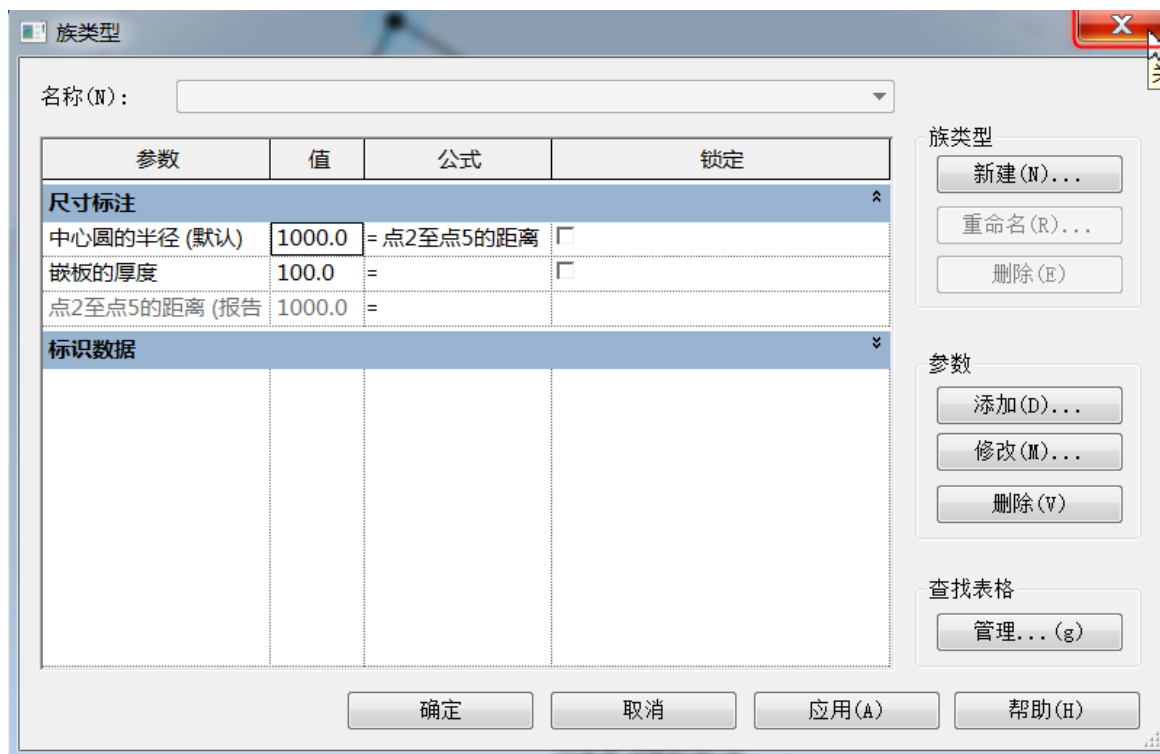 族类型
名称(N):
参数 值 公式 锁定
尺寸标注
中心圆的半径 (默认) 1000.0 = 点2至点5的距离
嵌板的厚度 100.0 =
点2至点5的距离 (报告 1000.0 =
标识数据
族类型
新建(N)...
重命名(R)...
删除(E)
参数
添加(D)...
修改(M)...
删除(V)
查找表格
管理...(g)
确定 取消 应用(A) 帮助(H)